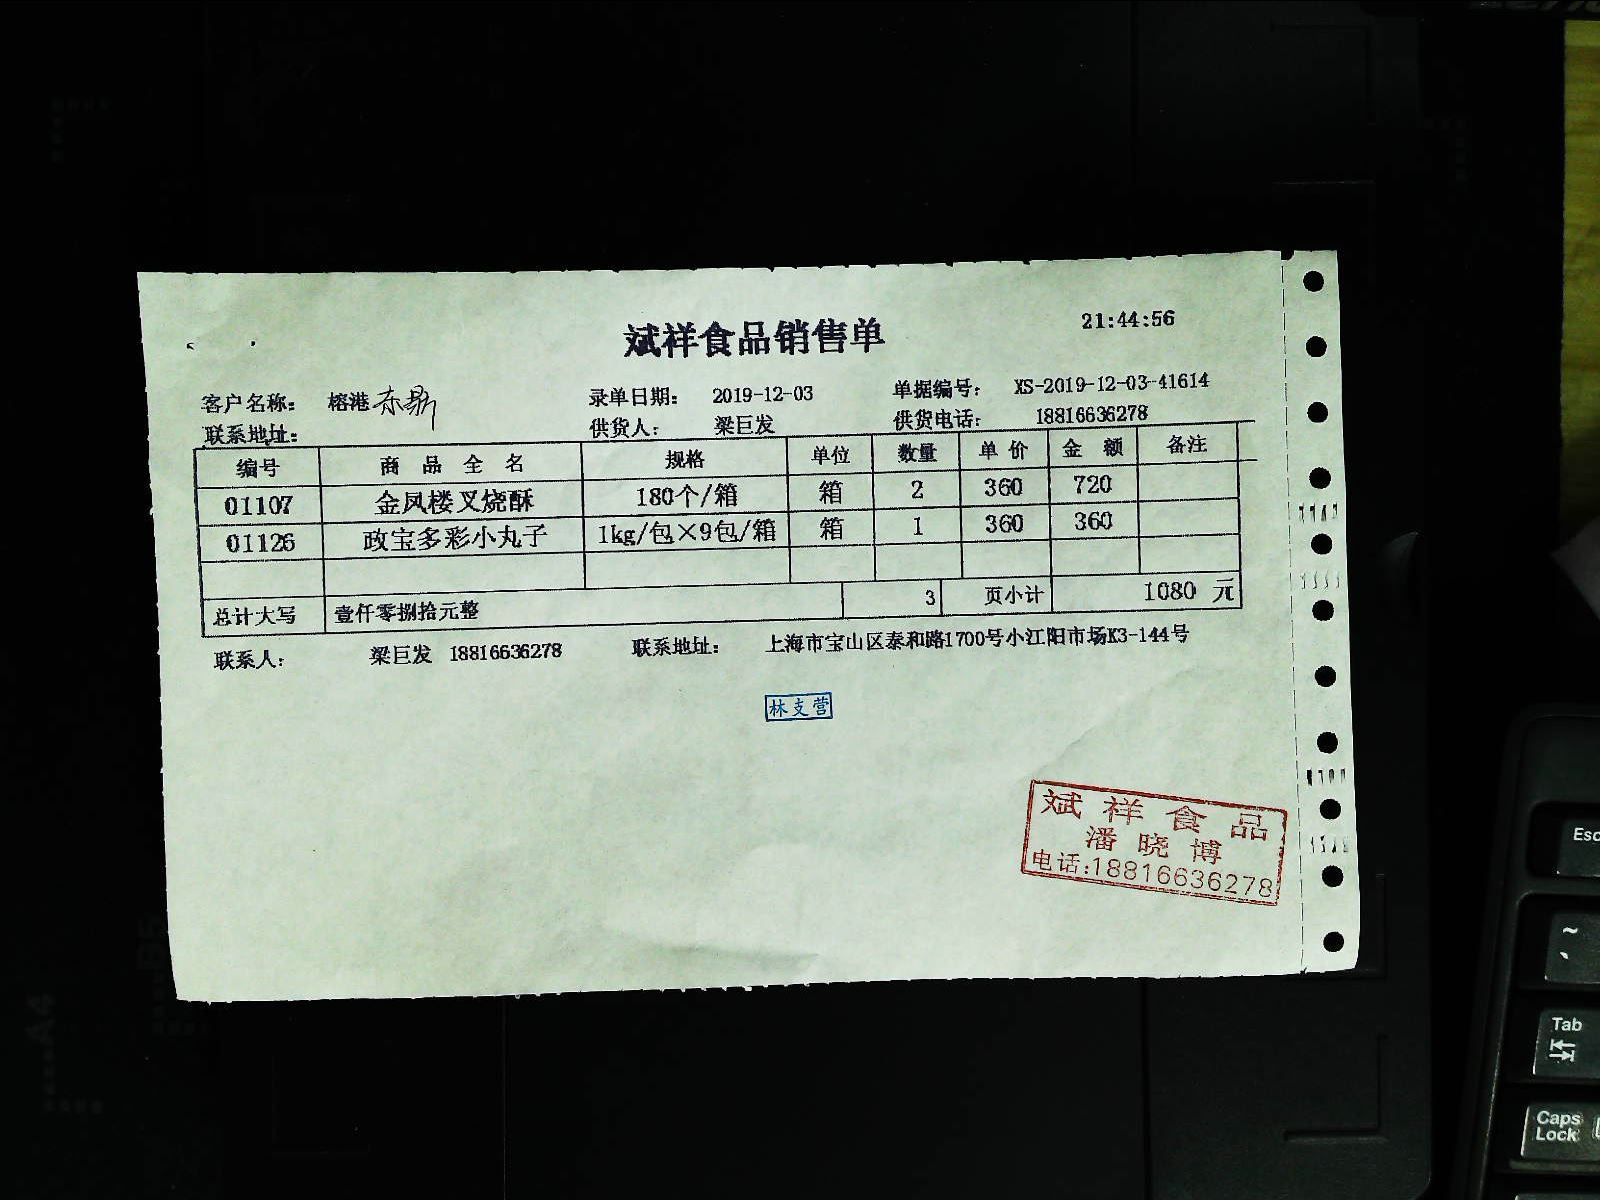 21:44:56
斌祥食品销售单
客户名称： 榕港 东鼎 录单日期： 2019-12-03 单据编号： XS-2019-12-03-41614
联系地址： 供货人： 梁巨发 供货电话： 18816636278
编号 商 品 全 名 规格 单位 数量 单 价 金 额 备注
01107 金凤楼叉烧酥 180个/箱 箱 2 360 720
01126 政宝多彩小丸子 1kg/包×9包/箱 箱 1 360 360
总计大写 壹仟零捌拾元整 3 页小计 1080 元
联系人： 梁巨发 18816636278 联系地址： 上海市宝山区泰和路1700号小江阳市场K3-144号
林支营
斌祥食品
潘晓博
电话:18816636278
Esc
~
Tab
Caps Lock
A4